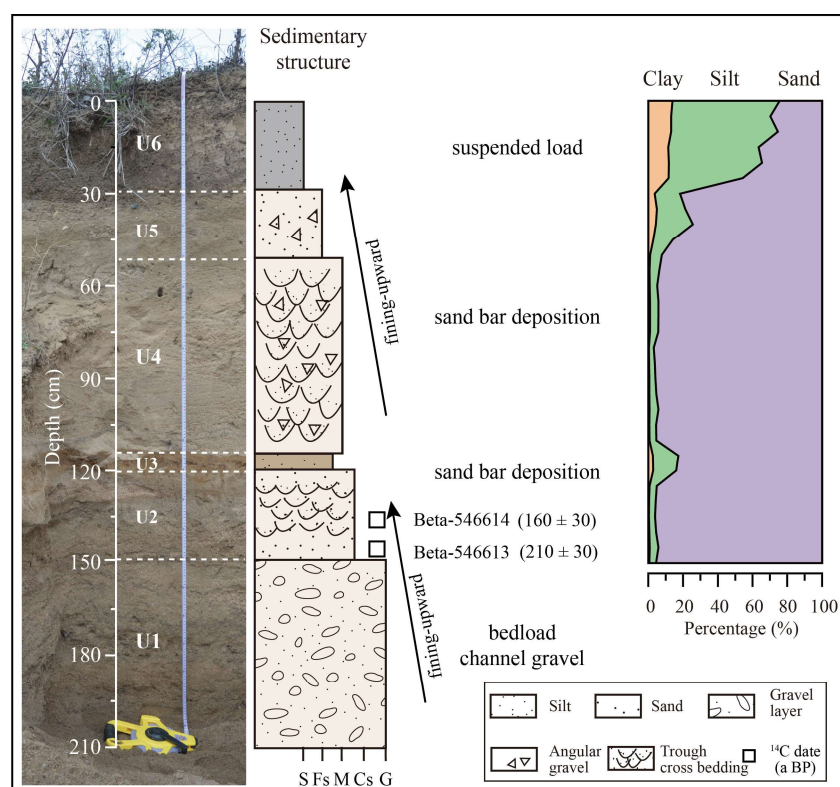 Sedimentary
structure
Clay Silt Sand
0
30
60
90
120
150
180
210
Depth (cm)
U6
U5
U4
U3
U2
U1
suspended load
fining-upward
sand bar deposition
sand bar deposition
Beta-546614 (160 ± 30)
Beta-546613 (210 ± 30)
fining-upward
bedload
channel gravel
S Fs M Cs G
0 20 40 60 80 100
Percentage (%)
Silt
Sand
Gravel
layer
Angular
gravel
Trough
cross bedding
¹⁴C date
(a BP)